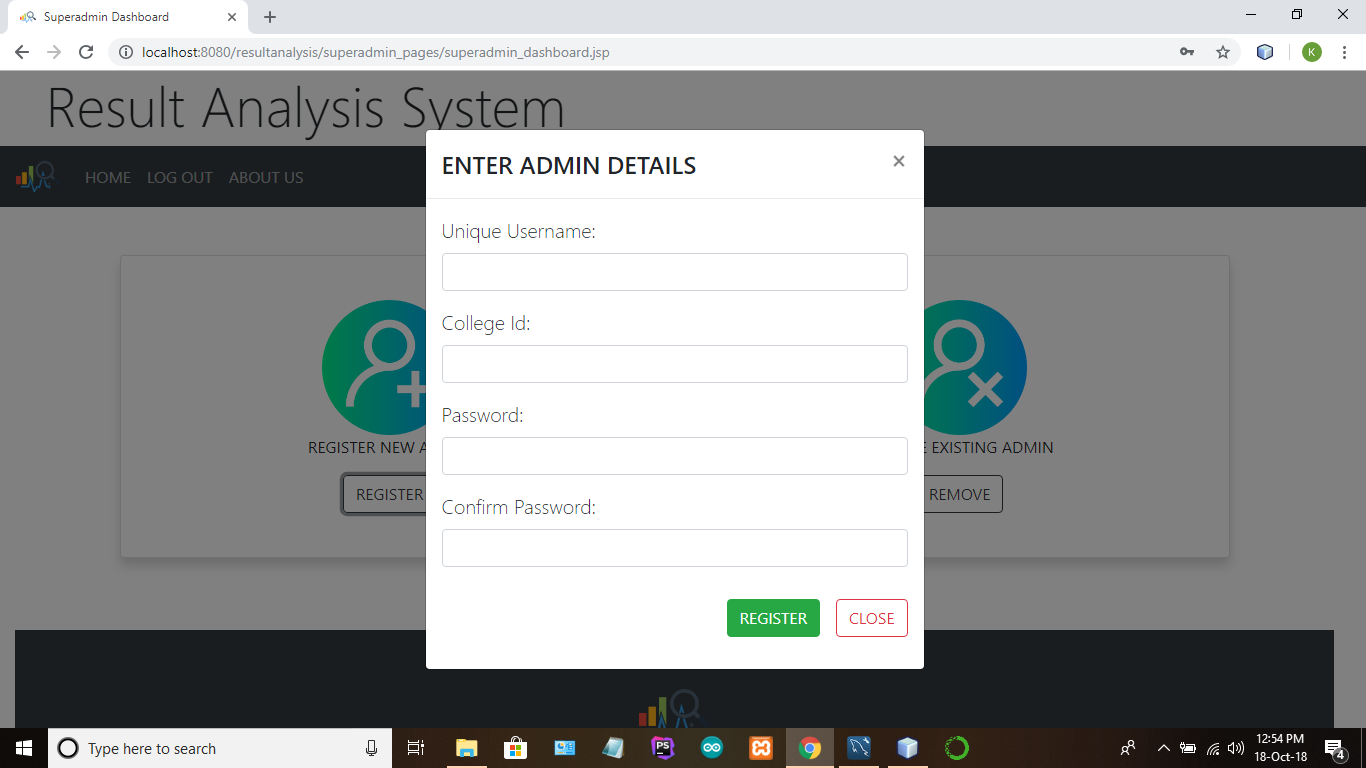 Superadmin Dashboard
localhost:8080/resultanalysis/superadmin_pages/superadmin_dashboard.jsp
K
Result Analysis System
HOME LOG OUT ABOUT US
ENTER ADMIN DETAILS
×
Unique Username:
College Id:
Password:
Confirm Password:
REGISTER CLOSE
REGISTER NEW A
REGISTER
E EXISTING ADMIN
REMOVE
Type here to search
PS
12:54 PM
18-Oct-18
4